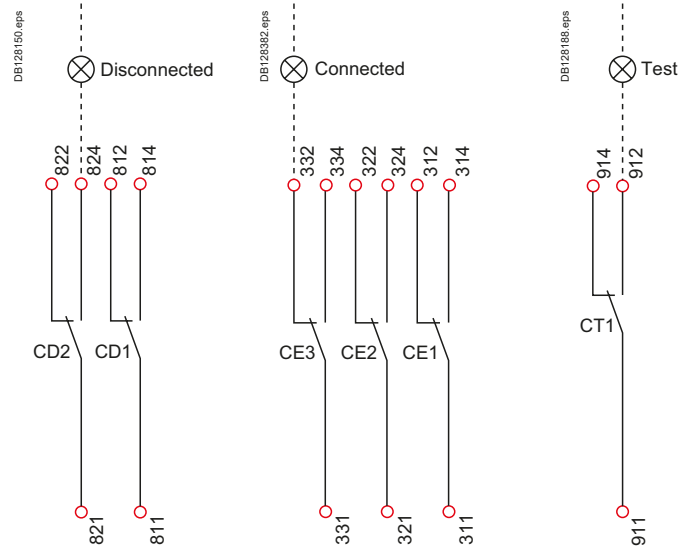 DB128150.eps
Disconnected
822
824
812
814
CD2
CD1
821
811
DB128382.eps
Connected
332
334
322
324
312
314
CE3
CE2
CE1
331
321
311
DB128188.eps
Test
914
912
CT1
911